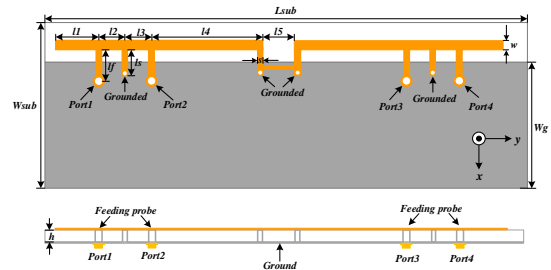 Lsub
l1 l2 l3 l4 l5
w
lf ls w
Wsub
Port1 Grounded Port2 Grounded Port3 Grounded Port4
Wg
y
x
Feeding probe Feeding probe
h
Port1 Port2 Ground Port3 Port4